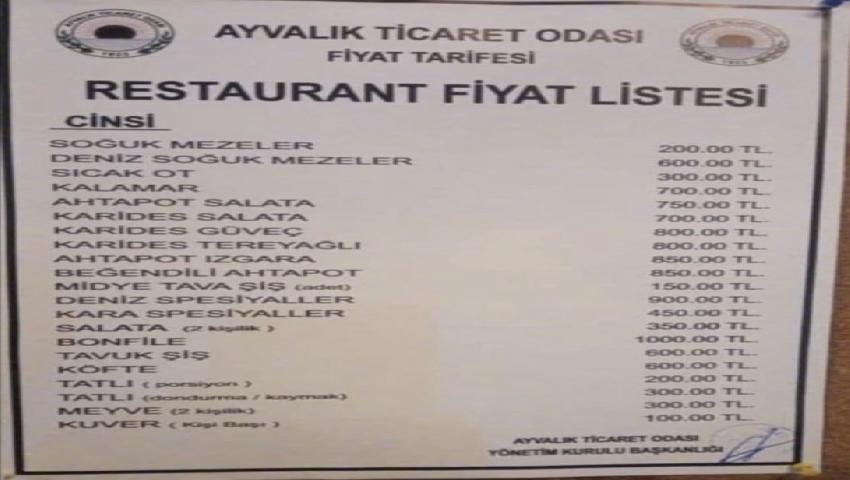 AYVALIK TİCARET ODASI
FİYAT TARİFESİ
RESTAURANT FİYAT LİSTESİ
CİNSİ
SOĞUK MEZELER 200.00 TL.
DENİZ SOĞUK MEZELER 600.00 TL.
SICAK OT 300.00 TL.
KALAMAR 700.00 TL.
AHTAPOT SALATA 750.00 TL.
KARİDES SALATA 700.00 TL.
KARİDES GÜVEÇ 800.00 TL.
KARİDES TEREYAĞLI 800.00 TL.
AHTAPOT IZGARA 850.00 TL.
BEĞENDİLİ AHTAPOT 850.00 TL.
MİDYE TAVA ŞİŞ (adet) 150.00 TL.
DENİZ SPESİYALLER 900.00 TL.
KARA SPESİYALLER 450.00 TL.
SALATA (2 kişilik ) 350.00 TL.
BONFİLE 1000.00 TL.
TAVUK ŞİŞ 600.00 TL.
KÖFTE 600.00 TL.
TATLI ( porsiyon ) 200.00 TL.
TATLI (dondurma / kaymak) 300.00 TL.
MEYVE (2 kişilik) 300.00 TL.
KUVER ( Kişi Başı ) 100.00 TL.
AYVALIK TİCARET ODASI
YÖNETİM KURULU BAŞKANLIĞI